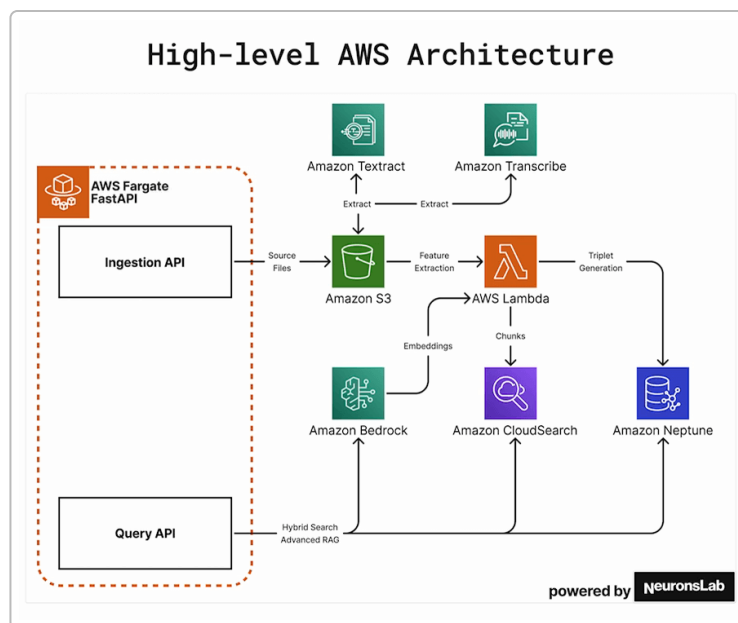 High-level AWS Architecture
Amazon Textract
Amazon Transcribe
AWS Fargate
FastAPI
Extract
Extract
Ingestion API
Source
Files
Amazon S3
Feature
Extraction
AWS Lambda
Triplet
Generation
Embeddings
Chunks
Amazon Bedrock
Amazon CloudSearch
Amazon Neptune
Query API
Hybrid Search
Advanced RAG
powered by NeuronsLab